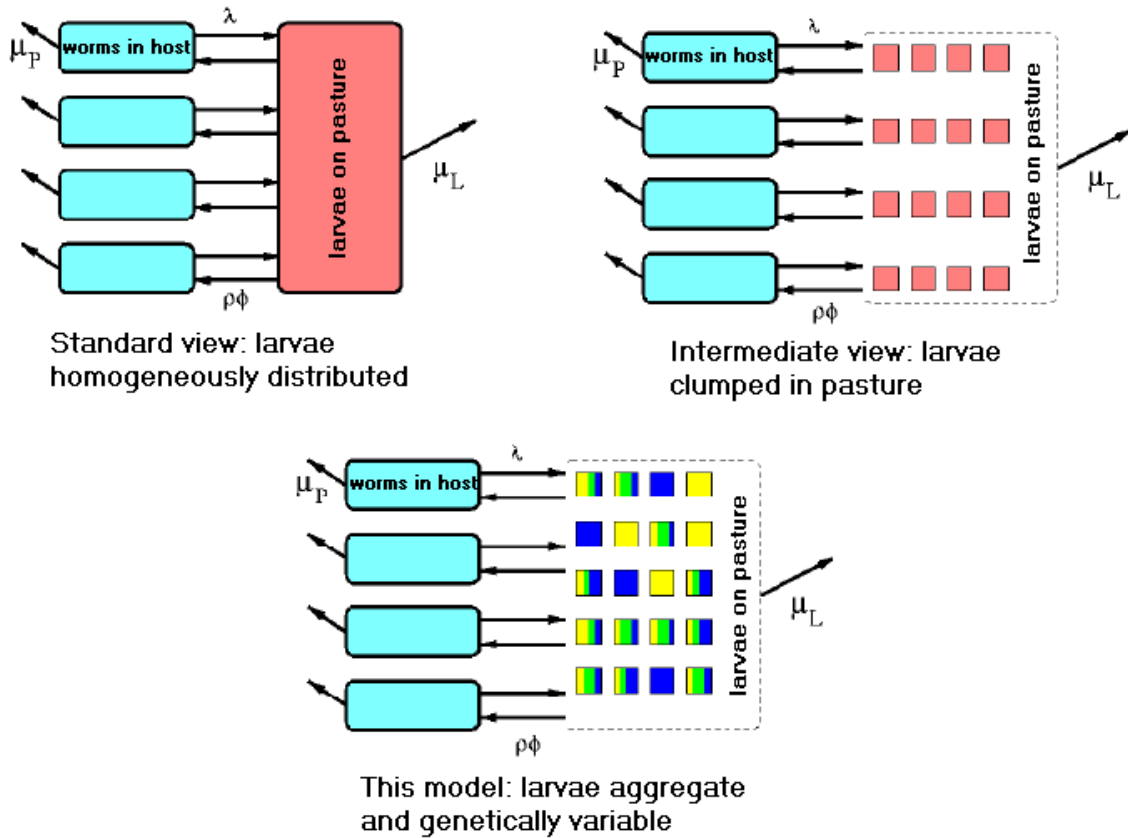 λ
μP
worms in host
larvae on pasture
μL
ρϕ
Standard view: larvae
homogeneously distributed
λ
μP
worms in host
larvae on pasture
μL
ρϕ
Intermediate view: larvae
clumped in pasture
λ
μP
worms in host
larvae on pasture
μL
ρϕ
This model: larvae aggregate
and genetically variable